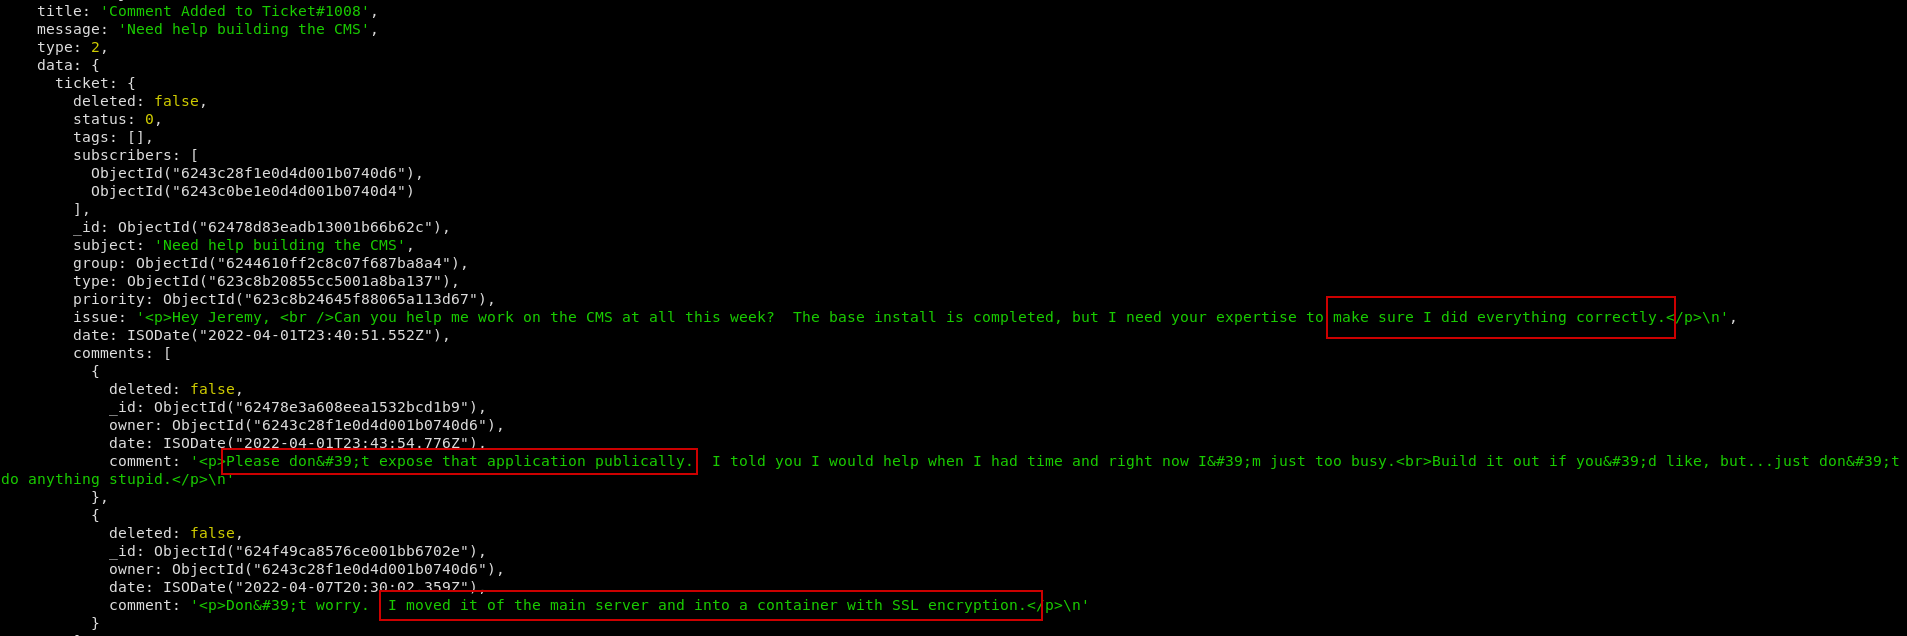 title: 'Comment Added to Ticket#1008',
message: 'Need help building the CMS',
type: 2,
data: {
ticket: {
deleted: false,
status: 0,
tags: [],
subscribers: [
ObjectId("6243c28f1e0d4d001b0740d6"),
ObjectId("6243c0be1e0d4d001b0740d4")
],
_id: ObjectId("62478d83eadb13001b66b62c"),
subject: 'Need help building the CMS',
group: ObjectId("6244610ff2c8c07f687ba8a4"),
type: ObjectId("623c8b20855cc5001a8ba137"),
priority: ObjectId("623c8b24645f88065a113d67"),
issue: '<p>Hey Jeremy, <br />Can you help me work on the CMS at all this week?  The base install is completed, but I need your expertise to make sure I did everything correctly.</p>\n',
date: ISODate("2022-04-01T23:40:51.552Z"),
comments: [
{
deleted: false,
_id: ObjectId("62478e3a608eea1532bcd1b9"),
owner: ObjectId("6243c28f1e0d4d001b0740d6"),
date: ISODate("2022-04-01T23:43:54.776Z"),
comment: '<p>Please don&#39;t expose that application publically.  I told you I would help when I had time and right now I&#39;m just too busy.<br>Build it out if you&#39;d like, but...just don&#39;t
do anything stupid.</p>\n'
},
{
deleted: false,
_id: ObjectId("624f49ca8576ce001bb6702e"),
owner: ObjectId("6243c28f1e0d4d001b0740d6"),
date: ISODate("2022-04-07T20:30:02.359Z"),
comment: '<p>Don&#39;t worry.  I moved it of the main server and into a container with SSL encryption.</p>\n'
}